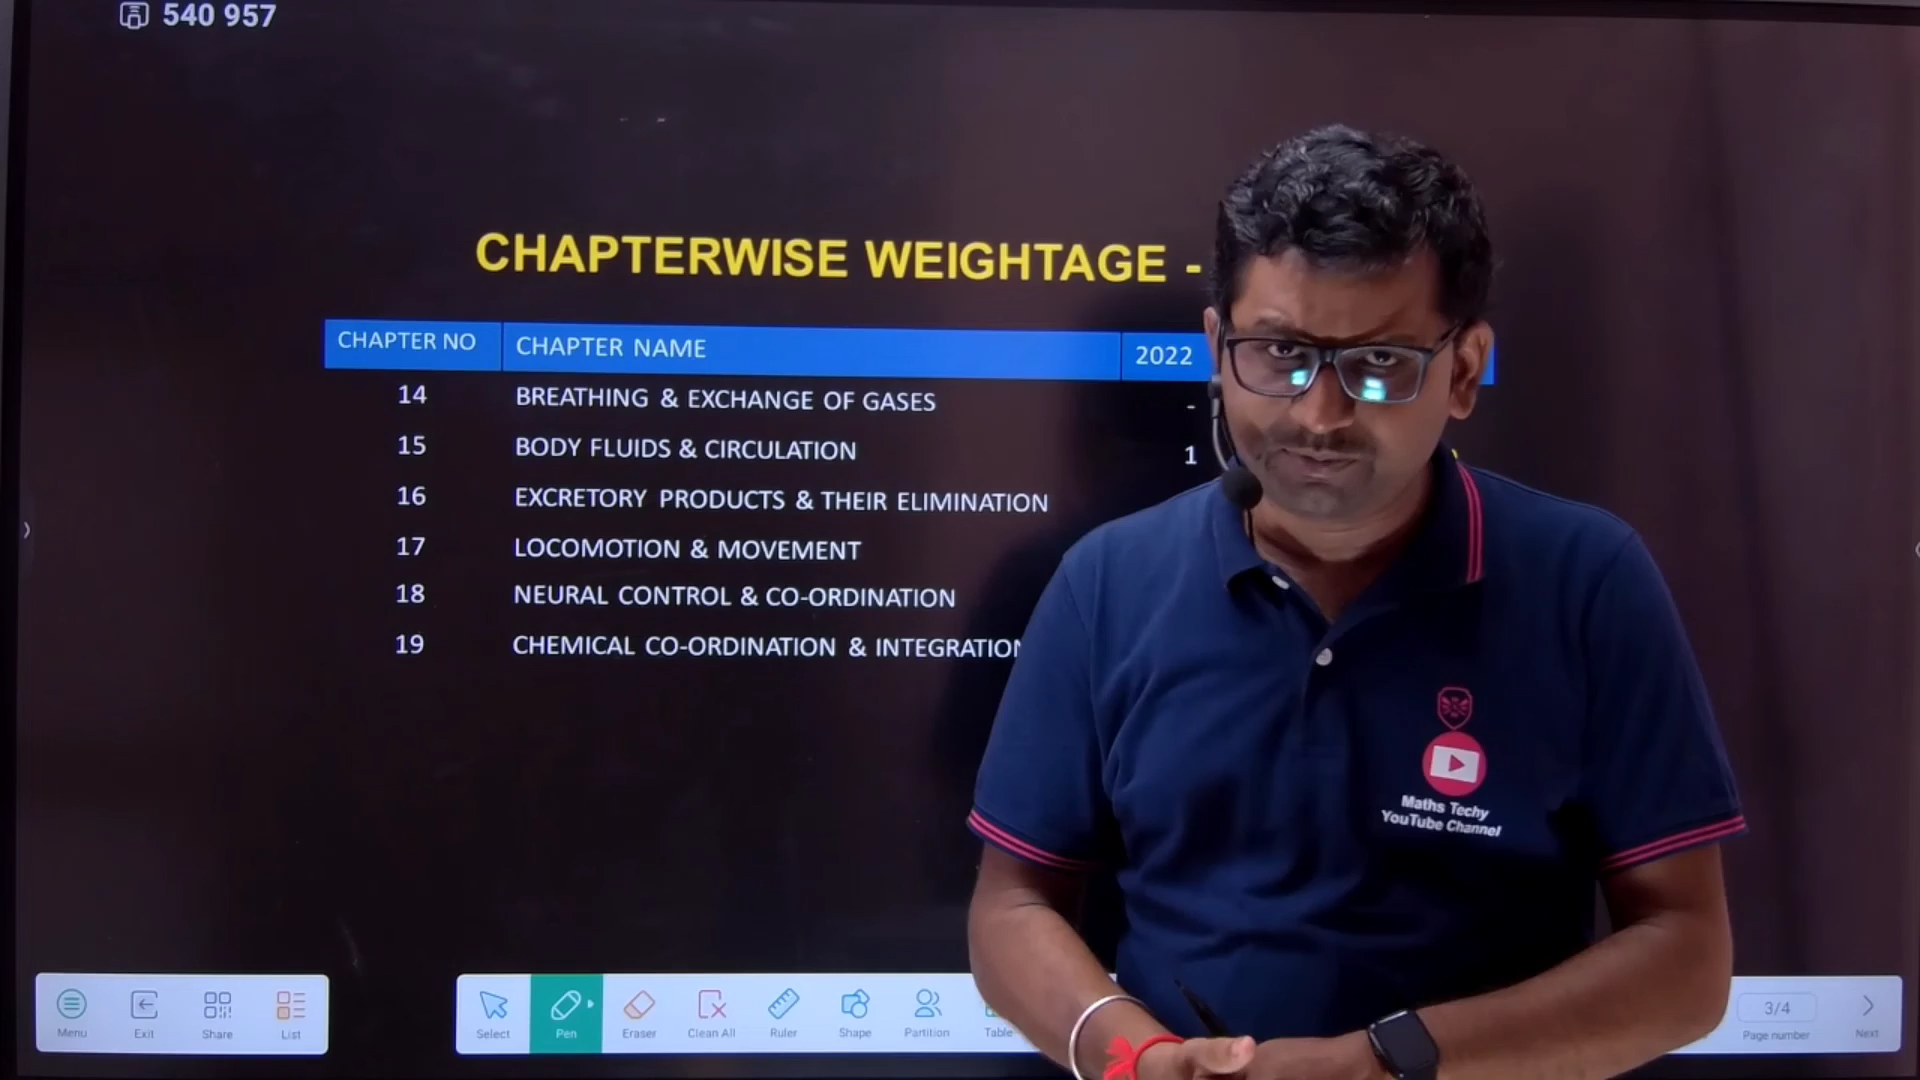 540 957
CHAPTERWISE WEIGHTAGE -
CHAPTER NO CHAPTER NAME 2022
14 BREATHING & EXCHANGE OF GASES -
15 BODY FLUIDS & CIRCULATION 1
16 EXCRETORY PRODUCTS & THEIR ELIMINATION
17 LOCOMOTION & MOVEMENT
18 NEURAL CONTROL & CO-ORDINATION
19 CHEMICAL CO-ORDINATION & INTEGRATION
Maths Techy
YouTube Channel
Menu Exit Share List Select Pen Eraser Clean All Ruler Shape Partition Table 3/4 Page number Next